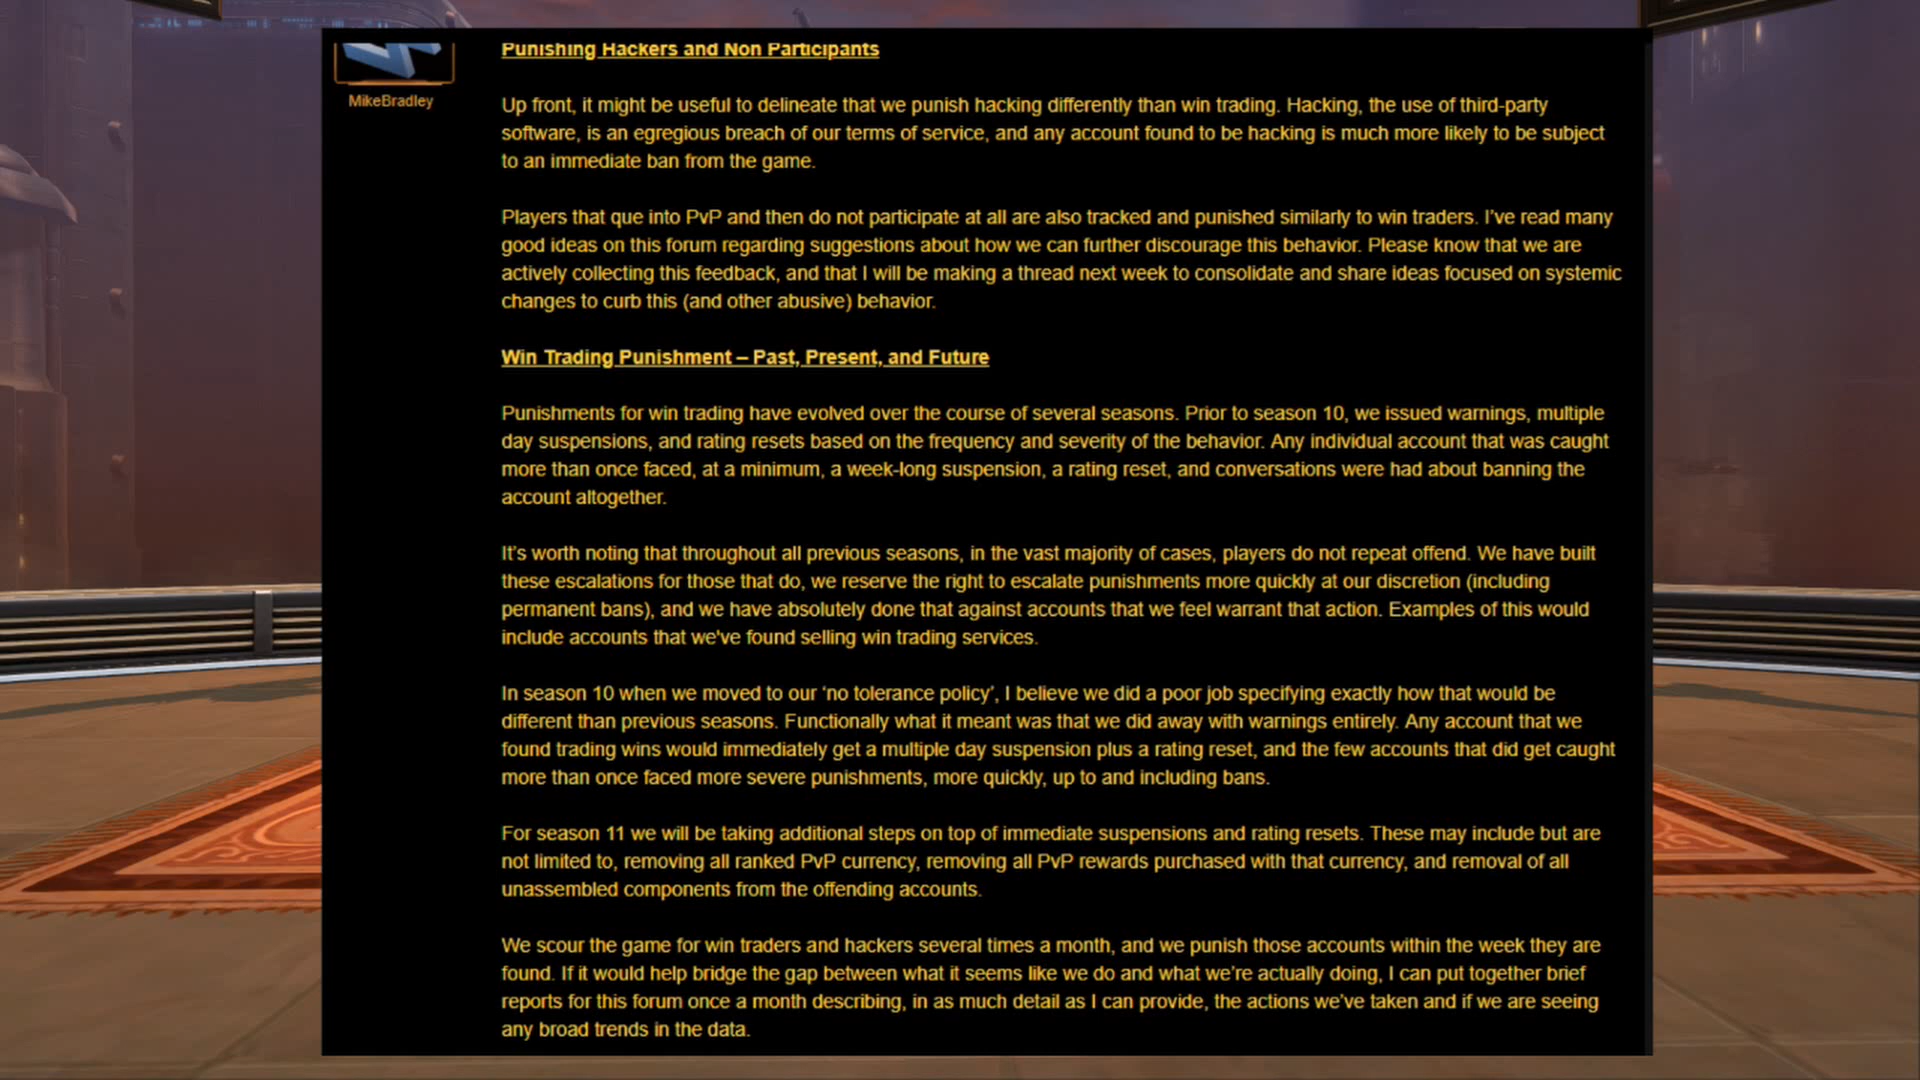 Punishing Hackers and Non Participants
MikeBradley
Up front, it might be useful to delineate that we punish hacking differently than win trading. Hacking, the use of third-party
software, is an egregious breach of our terms of service, and any account found to be hacking is much more likely to be subject
to an immediate ban from the game.
Players that que into PvP and then do not participate at all are also tracked and punished similarly to win traders. I've read many
good ideas on this forum regarding suggestions about how we can further discourage this behavior. Please know that we are
actively collecting this feedback, and that I will be making a thread next week to consolidate and share ideas focused on systemic
changes to curb this (and other abusive) behavior.
Win Trading Punishment – Past, Present, and Future
Punishments for win trading have evolved over the course of several seasons. Prior to season 10, we issued warnings, multiple
day suspensions, and rating resets based on the frequency and severity of the behavior. Any individual account that was caught
more than once faced, at a minimum, a week-long suspension, a rating reset, and conversations were had about banning the
account altogether.
It's worth noting that throughout all previous seasons, in the vast majority of cases, players do not repeat offend. We have built
these escalations for those that do, we reserve the right to escalate punishments more quickly at our discretion (including
permanent bans), and we have absolutely done that against accounts that we feel warrant that action. Examples of this would
include accounts that we've found selling win trading services.
In season 10 when we moved to our ‘no tolerance policy’, I believe we did a poor job specifying exactly how that would be
different than previous seasons. Functionally what it meant was that we did away with warnings entirely. Any account that we
found trading wins would immediately get a multiple day suspension plus a rating reset, and the few accounts that did get caught
more than once faced more severe punishments, more quickly, up to and including bans.
For season 11 we will be taking additional steps on top of immediate suspensions and rating resets. These may include but are
not limited to, removing all ranked PvP currency, removing all PvP rewards purchased with that currency, and removal of all
unassembled components from the offending accounts.
We scour the game for win traders and hackers several times a month, and we punish those accounts within the week they are
found. If it would help bridge the gap between what it seems like we do and what we're actually doing, I can put together brief
reports for this forum once a month describing, in as much detail as I can provide, the actions we've taken and if we are seeing
any broad trends in the data.